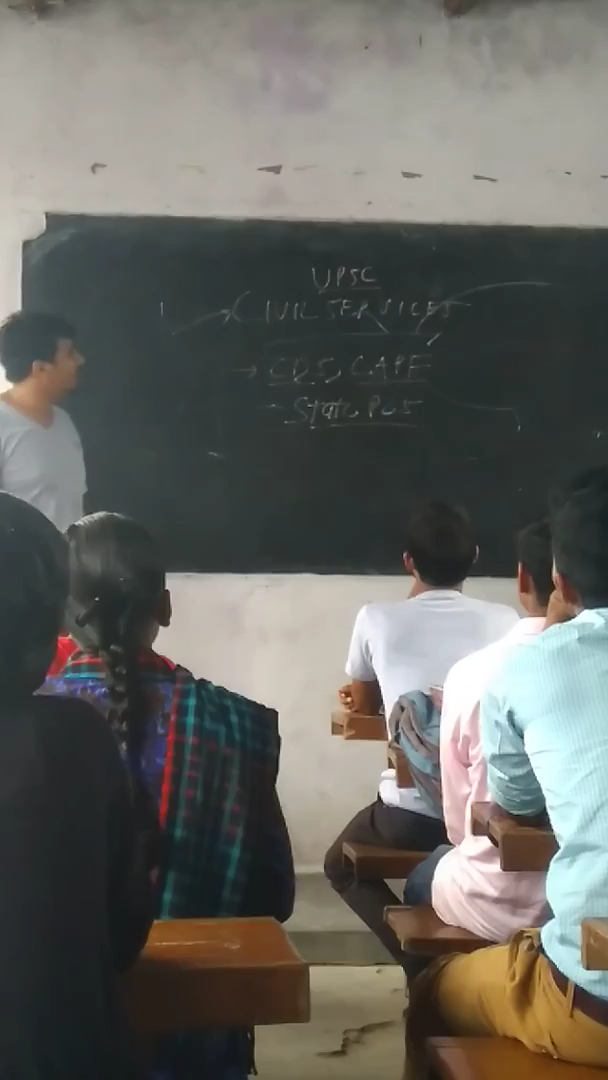 UPSC
CIVIL SERVICES
→ CDS, CAPF
- State PCS